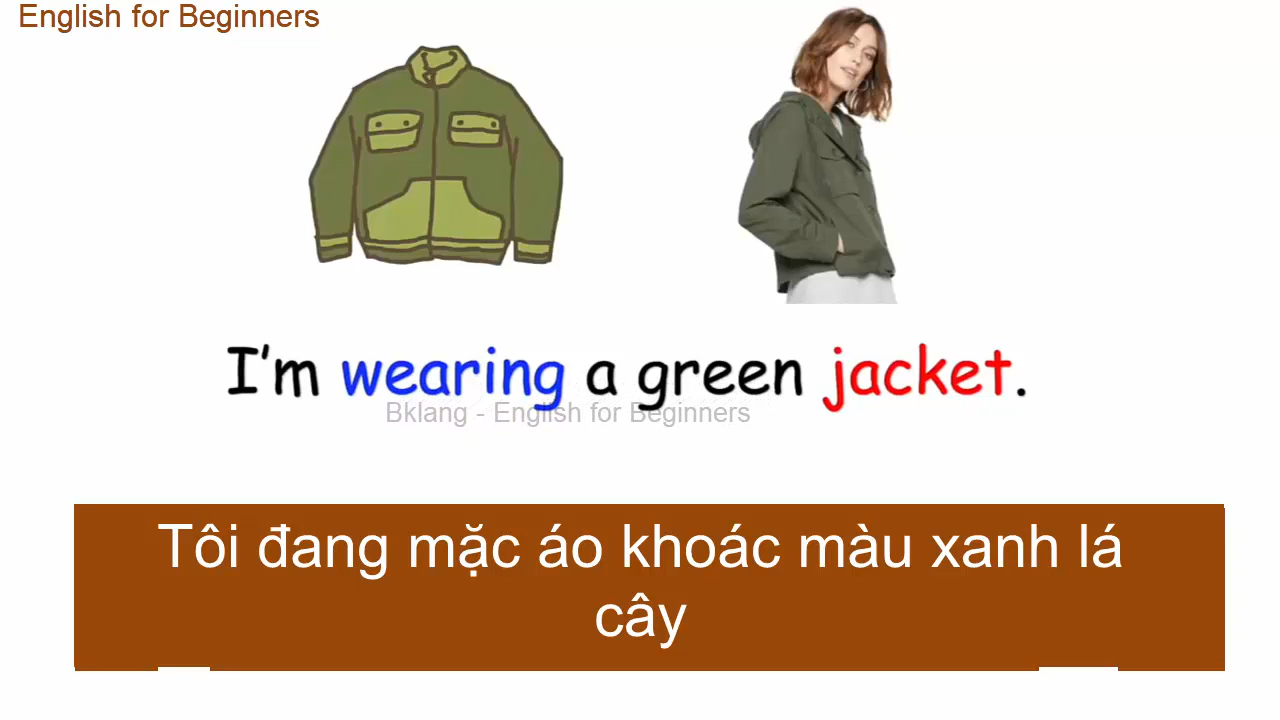 English for Beginners
I'm wearing a green jacket.
Bklang - English for Beginners
Tôi đang mặc áo khoác màu xanh lá
cây